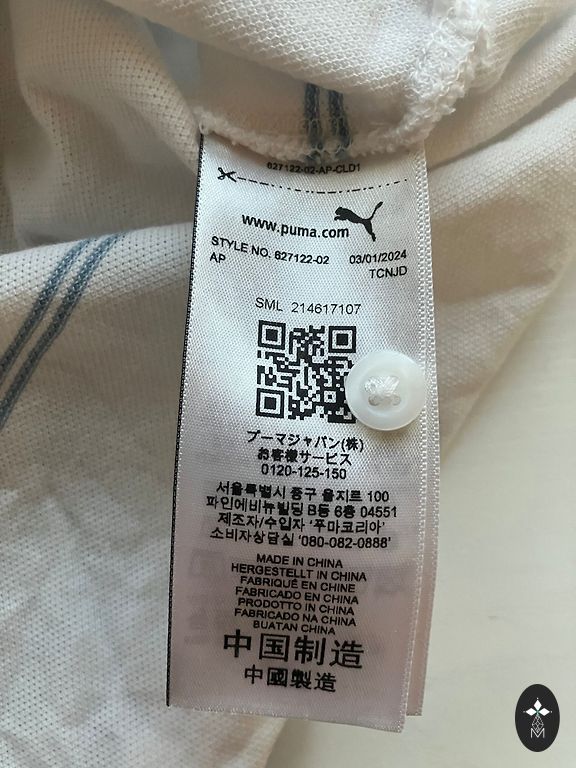 627122-02-AP-CLD1
www.puma.com
STYLE NO. 627122-02 03/01/2024
AP TCNJD
SML 214617107
プーマジャパン(株)
お客様サービス
0120-125-150
서울특별시 중구 을지로 100
파인에비뉴빌딩 B동 6층 04551
제조자/수입자 '푸마코리아'
소비자상담실 '080-082-0888'
MADE IN CHINA
HERGESTELLT IN CHINA
FABRIQUÉ EN CHINE
FABRICADO EN CHINA
PRODOTTO IN CHINA
FABRICADO NA CHINA
BUATAN CHINA
中国制造
中國製造
M